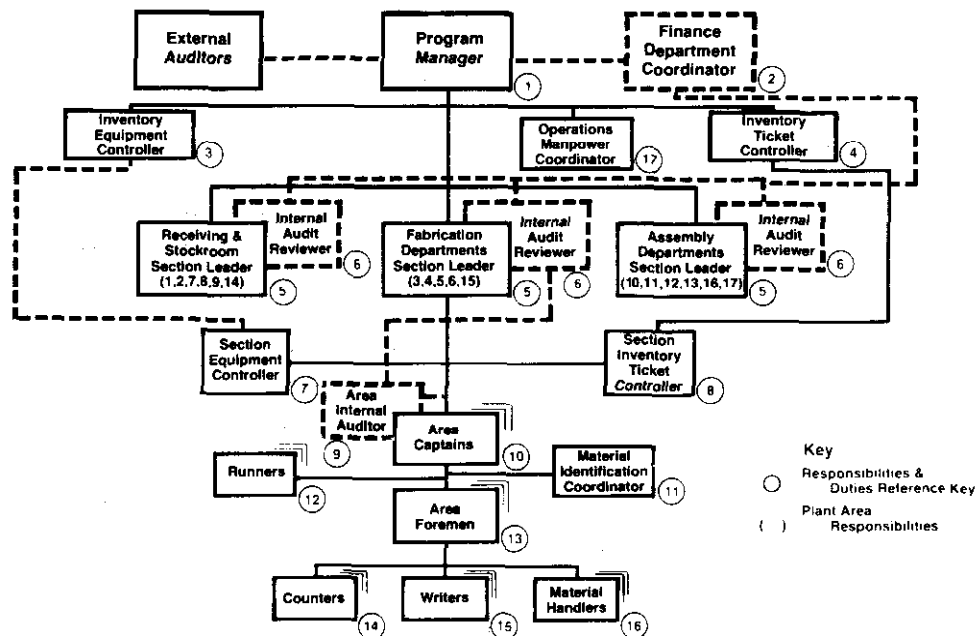 External
Auditors
Program
Manager
1
Finance
Department
Coordinator
2
Inventory
Equipment
Controller
3
Operations
Manpower
Coordinator
17
Inventory
Ticket
Controller
4
Receiving &
Stockroom
Section Leader
(1,2,7,8,9,14)
5
Internal
Audit
Reviewer
6
Fabrication
Departments
Section Leader
(3,4,5,6,15)
5
Internal
Audit
Reviewer
6
Assembly
Departments
Section Leader
(10,11,12,13,16,17)
5
Internal
Audit
Reviewer
6
Section
Equipment
Controller
7
Section
Inventory
Ticket
Controller
8
Area
Internal
Auditor
9
Area
Captains
10
Runners
12
Material
Identification
Coordinator
11
Area
Foremen
13
Counters
14
Writers
15
Material
Handlers
16
Key
Responsibilities &
Duties Reference Key
( ) Plant Area
Responsibilities